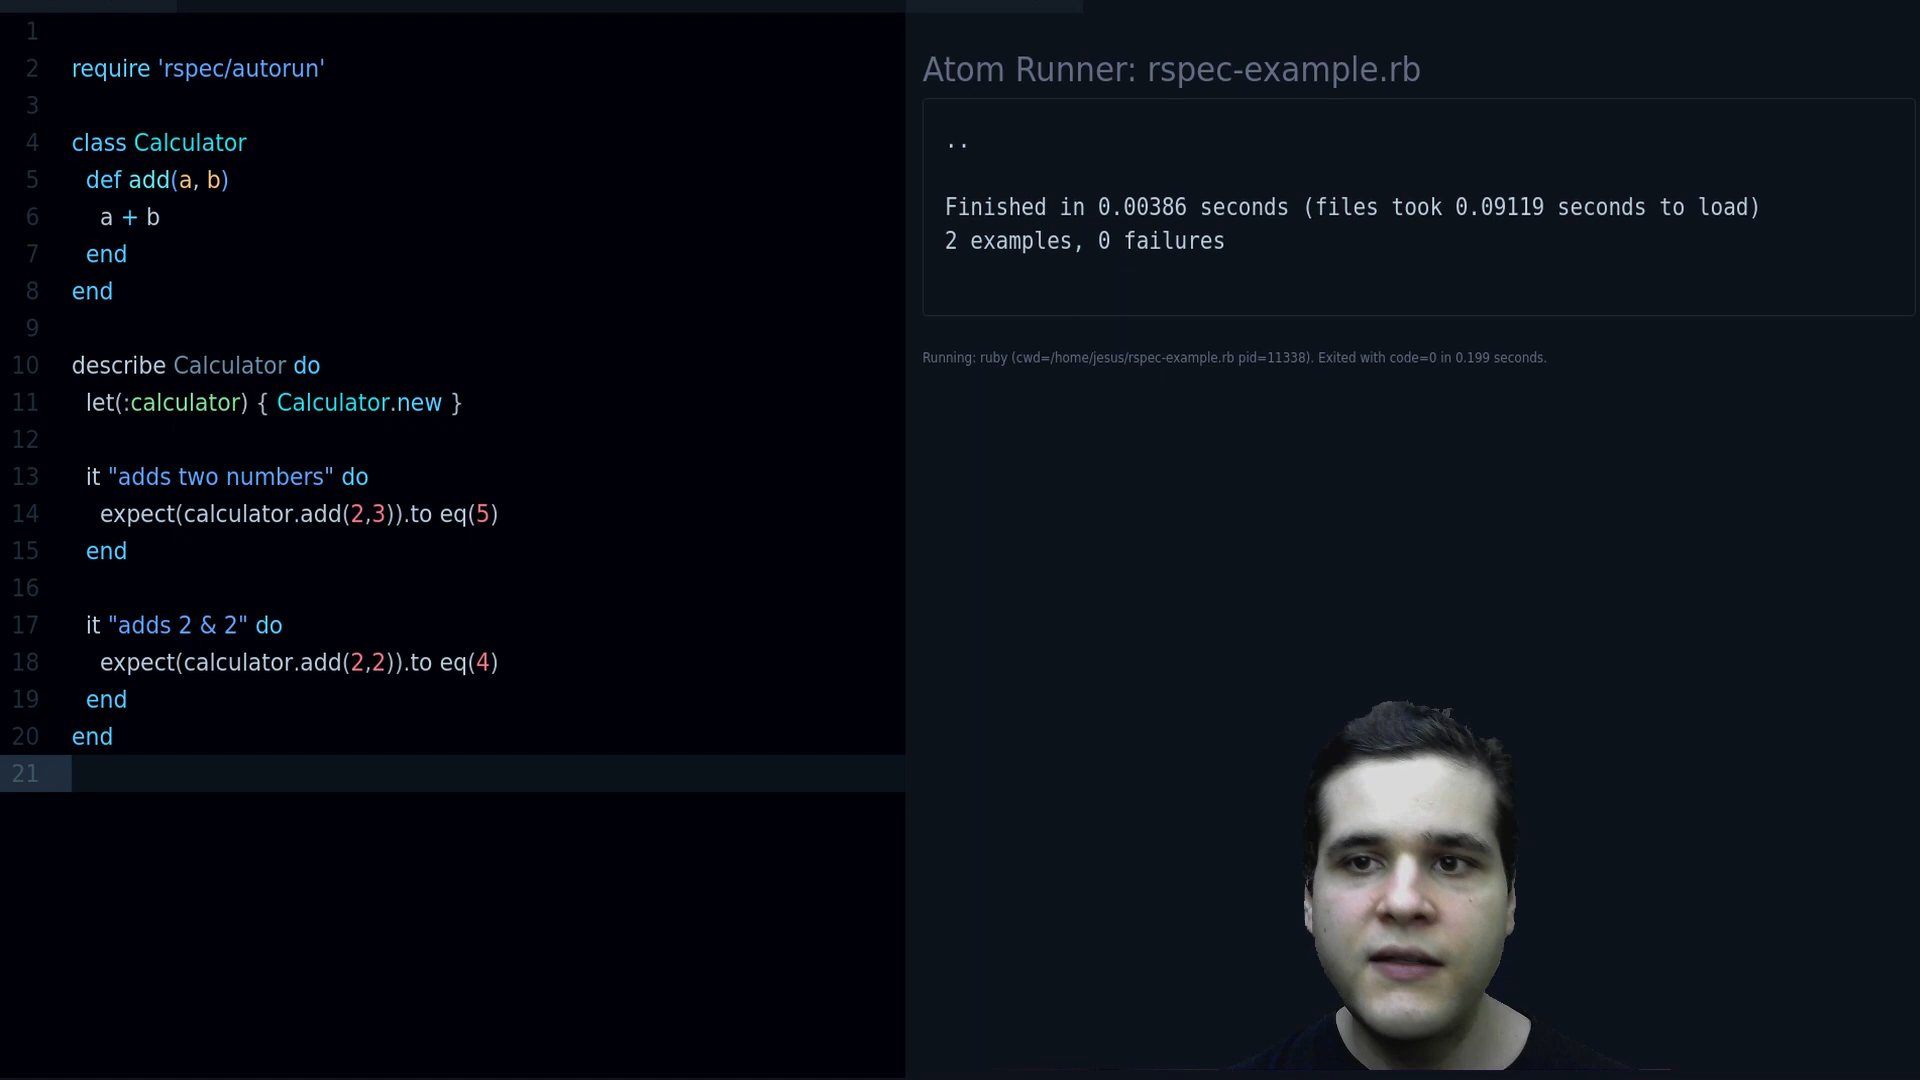 1
2 require 'rspec/autorun'
3
4 class Calculator
5 def add(a, b)
6 a + b
7 end
8 end
9
10 describe Calculator do
11 let(:calculator) { Calculator.new }
12
13 it "adds two numbers" do
14 expect(calculator.add(2,3)).to eq(5)
15 end
16
17 it "adds 2 & 2" do
18 expect(calculator.add(2,2)).to eq(4)
19 end
20 end
21
Atom Runner: rspec-example.rb
..
Finished in 0.00386 seconds (files took 0.09119 seconds to load)
2 examples, 0 failures
Running: ruby (cwd=/home/jesus/rspec-example.rb pid=11338). Exited with code=0 in 0.199 seconds.